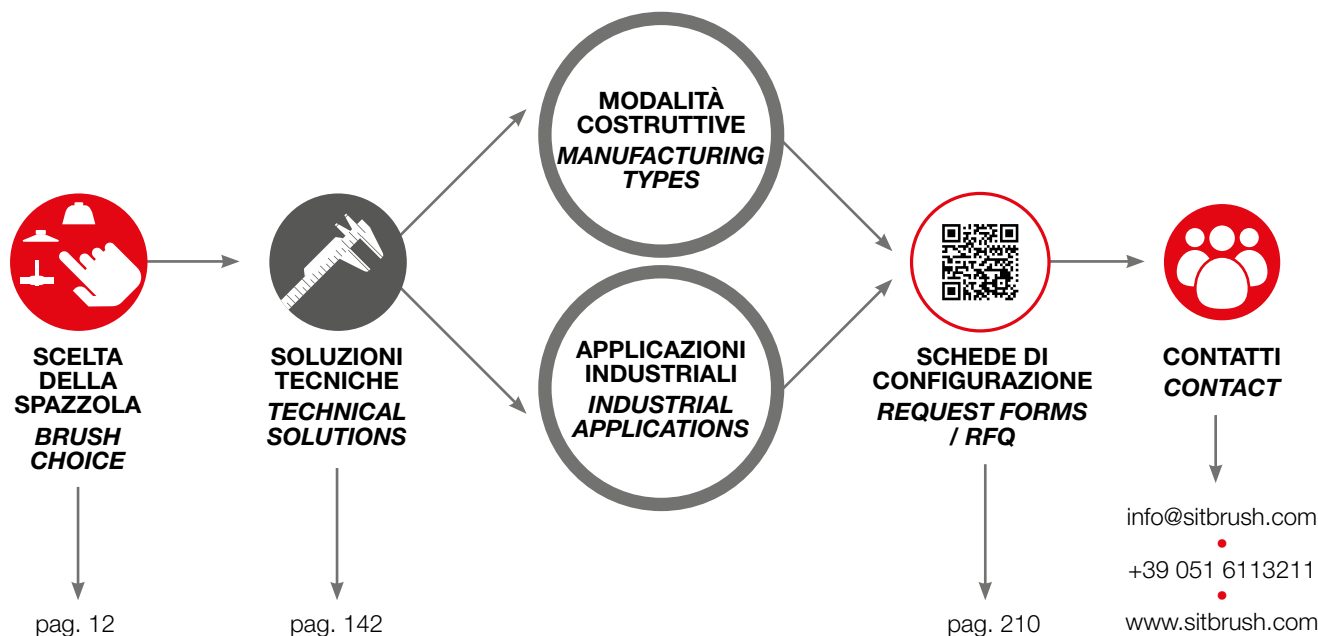 SCELTA
DELLA
SPAZZOLA
BRUSH
CHOICE
pag. 12
SOLUZIONI
TECNICHE
TECHNICAL
SOLUTIONS
pag. 142
MODALITÀ
COSTRUTTIVE
MANUFACTURING
TYPES
APPLICAZIONI
INDUSTRIALI
INDUSTRIAL
APPLICATIONS
SCHEDE DI
CONFIGURAZIONE
REQUEST FORMS
/ RFQ
pag. 210
CONTATTI
CONTACT
info@sitbrush.com
+39 051 6113211
www.sitbrush.com